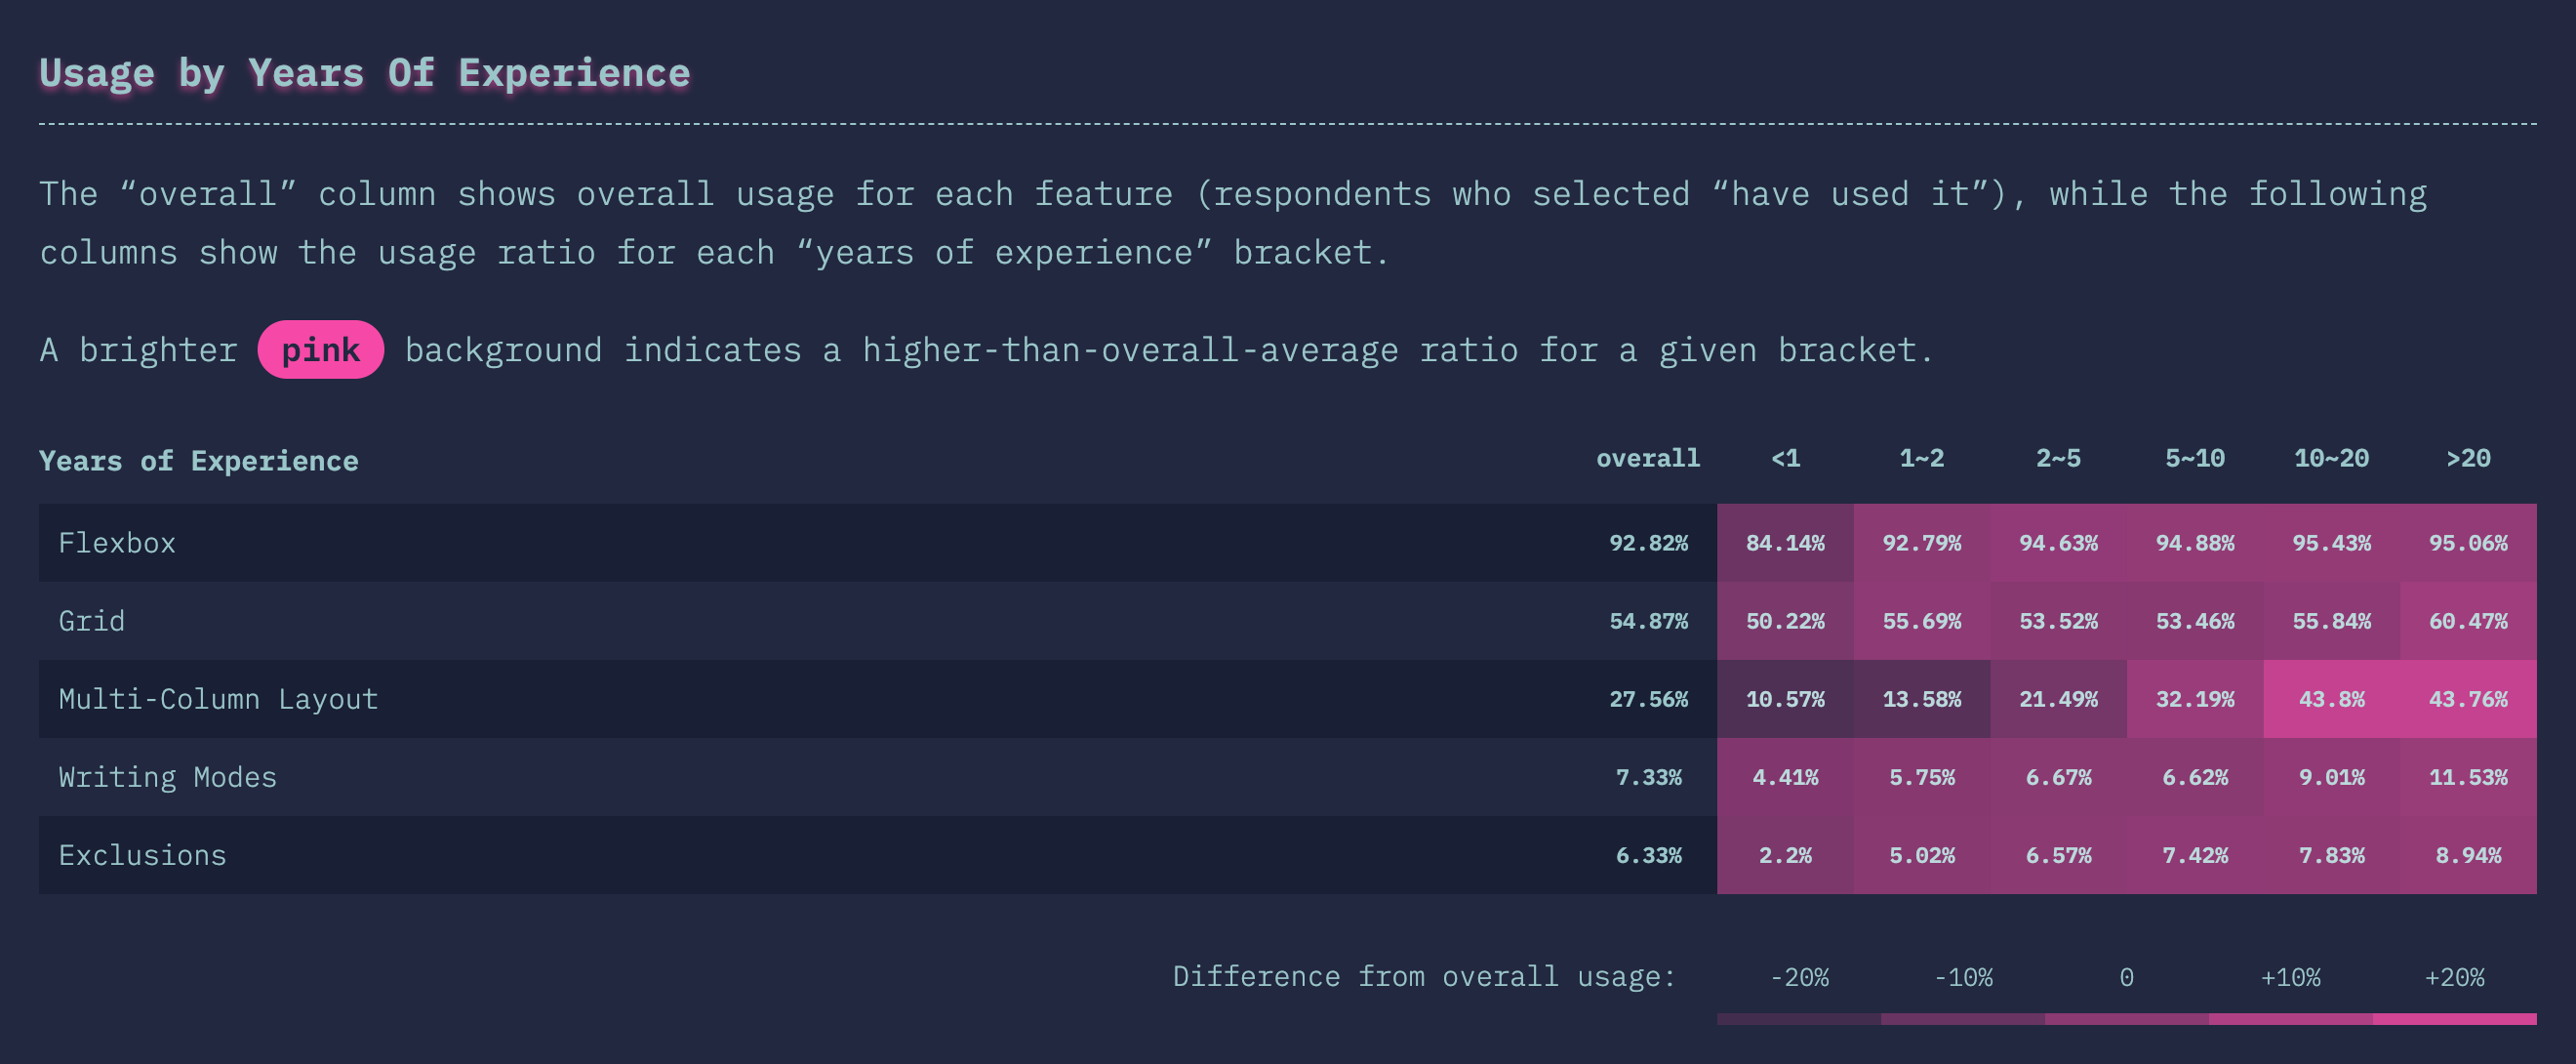 Usage by Years Of Experience
The “overall” column shows overall usage for each feature (respondents who selected “have used it”), while the following
columns show the usage ratio for each “years of experience” bracket.
A brighter pink background indicates a higher-than-overall-average ratio for a given bracket.
Years of Experience overall <1 1~2 2~5 5~10 10~20 >20
Flexbox 92.82% 84.14% 92.79% 94.63% 94.88% 95.43% 95.06%
Grid 54.87% 50.22% 55.69% 53.52% 53.46% 55.84% 60.47%
Multi-Column Layout 27.56% 10.57% 13.58% 21.49% 32.19% 43.8% 43.76%
Writing Modes 7.33% 4.41% 5.75% 6.67% 6.62% 9.01% 11.53%
Exclusions 6.33% 2.2% 5.02% 6.57% 7.42% 7.83% 8.94%
Difference from overall usage: -20% -10% 0 +10% +20%